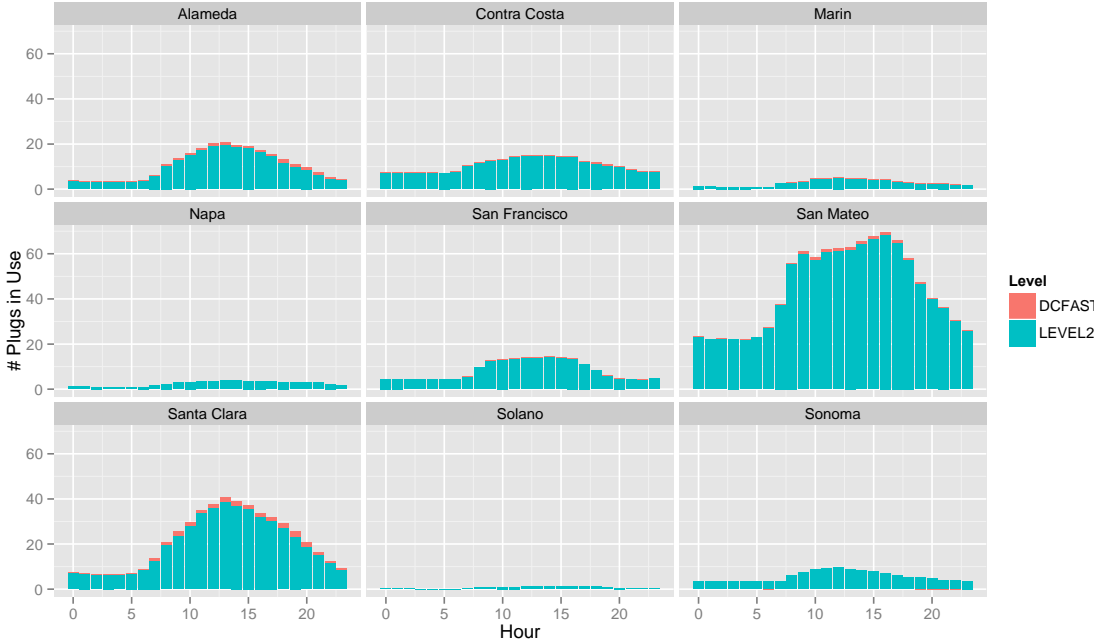 Alameda Contra Costa Marin
60
40
20
0
Napa San Francisco San Mateo
60
40
20
0
Santa Clara Solano Sonoma
60
40
20
0
0 5 10 15 20 0 5 10 15 20 0 5 10 15 20
Hour
# Plugs in Use
Level
DCFAST
LEVEL2